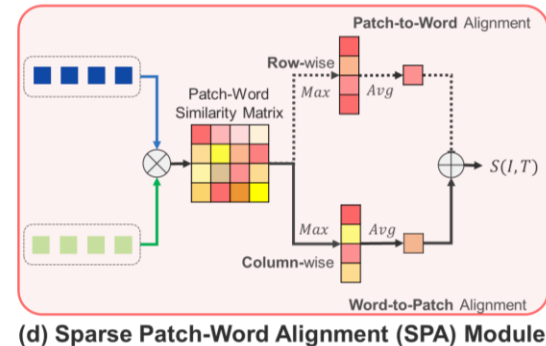 Patch-to-Word Alignment
Row-wise
Max
Avg
Patch-Word
Similarity Matrix
S(I,T)
Max
Avg
Column-wise
Word-to-Patch Alignment
(d) Sparse Patch-Word Alignment (SPA) Module